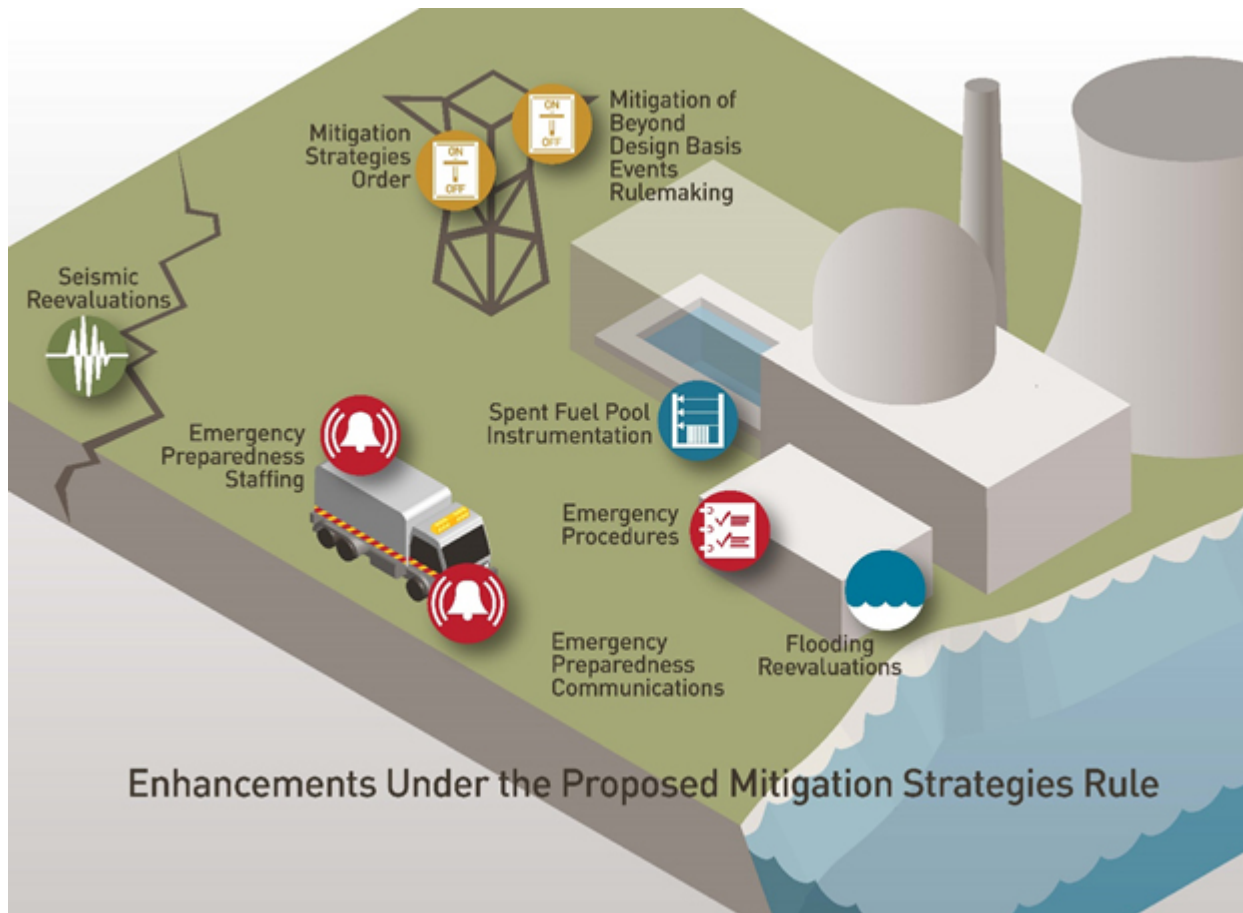 Mitigation
Strategies
Order
ON
OFF
ON
OFF
Mitigation of
Beyond
Design Basis
Events
Rulemaking
Seismic
Reevaluations
Emergency
Preparedness
Staffing
Spent Fuel Pool
Instrumentation
Emergency
Procedures
Emergency
Preparedness
Communications
Flooding
Reevaluations
Enhancements Under the Proposed Mitigation Strategies Rule